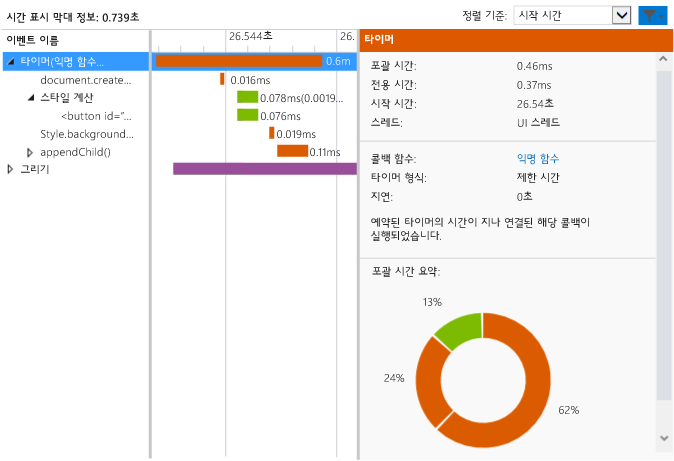 시간 표시 막대 정보: 0.739초
정렬 기준: 시작 시간
이벤트 이름
26.544초
26.
타이머
타이머(익명 함수...
0.6m
document.create...
0.016ms
스타일 계산
0.078ms(0.0019...
<button id="...
0.076ms
Style.background...
0.019ms
appendChild()
0.11ms
그리기
포괄 시간: 0.46ms
전용 시간: 0.37ms
시작 시간: 26.54초
스레드: UI 스레드
콜백 함수: 익명 함수
타이머 형식: 제한 시간
지연: 0초
예약된 타이머의 시간이 지나 연결된 해당 콜백이
실행되었습니다.
포괄 시간 요약:
13%
24%
62%